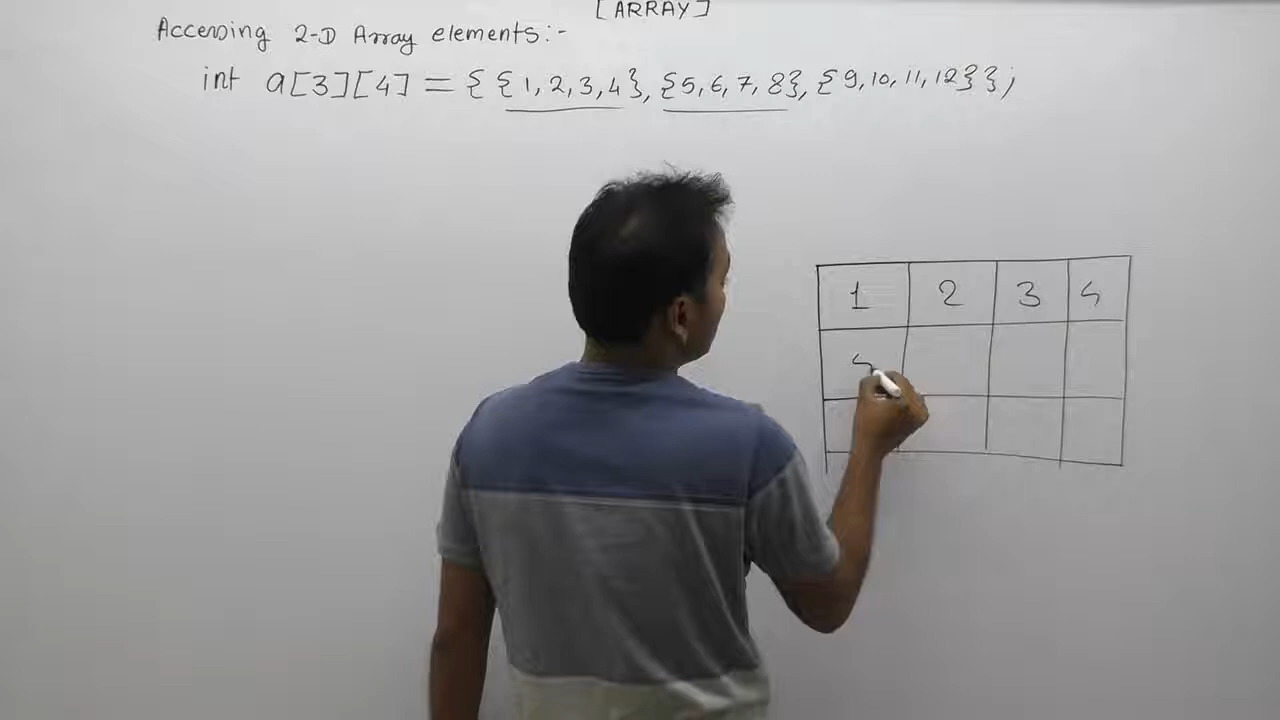 [ARRAY]
Accessing 2-D Array elements:-
int a[3][4] = { { 1, 2, 3, 4 }, { 5, 6, 7, 8 }, { 9, 10, 11, 12 } };
1 2 3 4